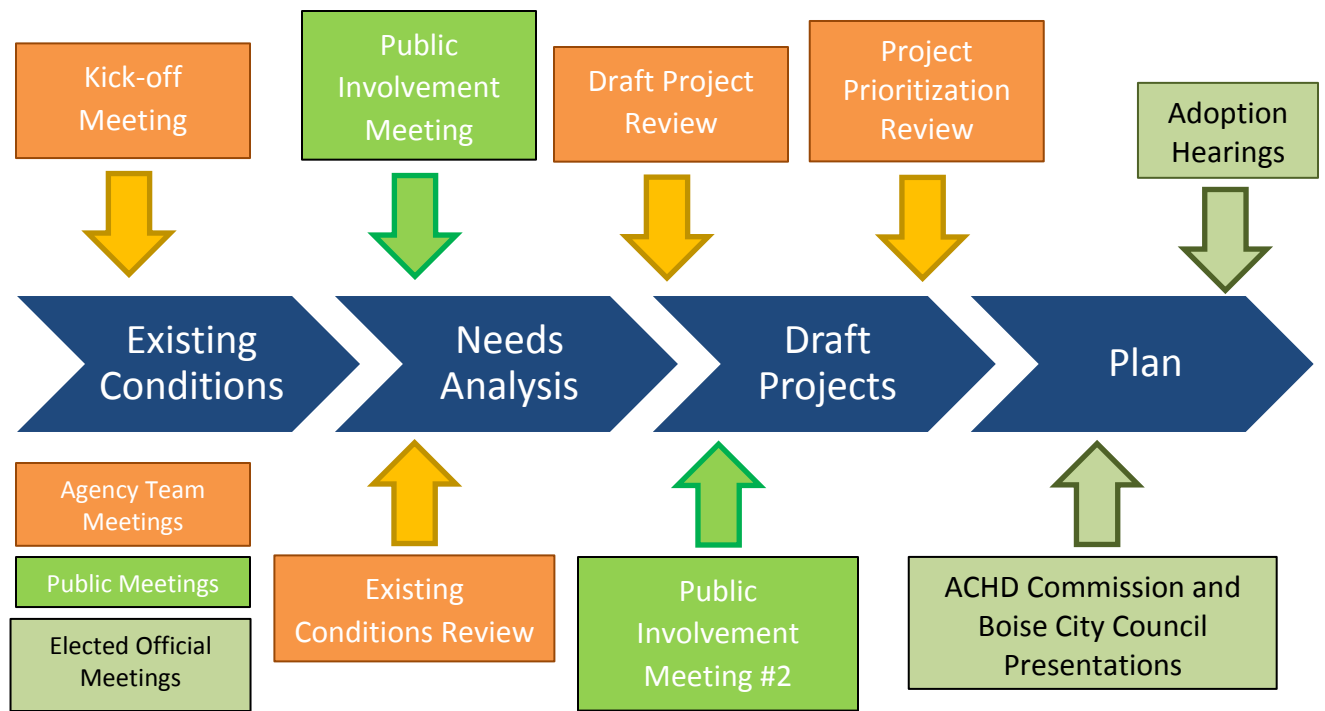 Kick-off
Meeting
Public
Involvement
Meeting
Draft Project
Review
Project
Prioritization
Review
Adoption
Hearings
Existing
Conditions
Needs
Analysis
Draft
Projects
Plan
Agency Team
Meetings
Public Meetings
Elected Official
Meetings
Existing
Conditions Review
Public
Involvement
Meeting #2
ACHD Commission and
Boise City Council
Presentations